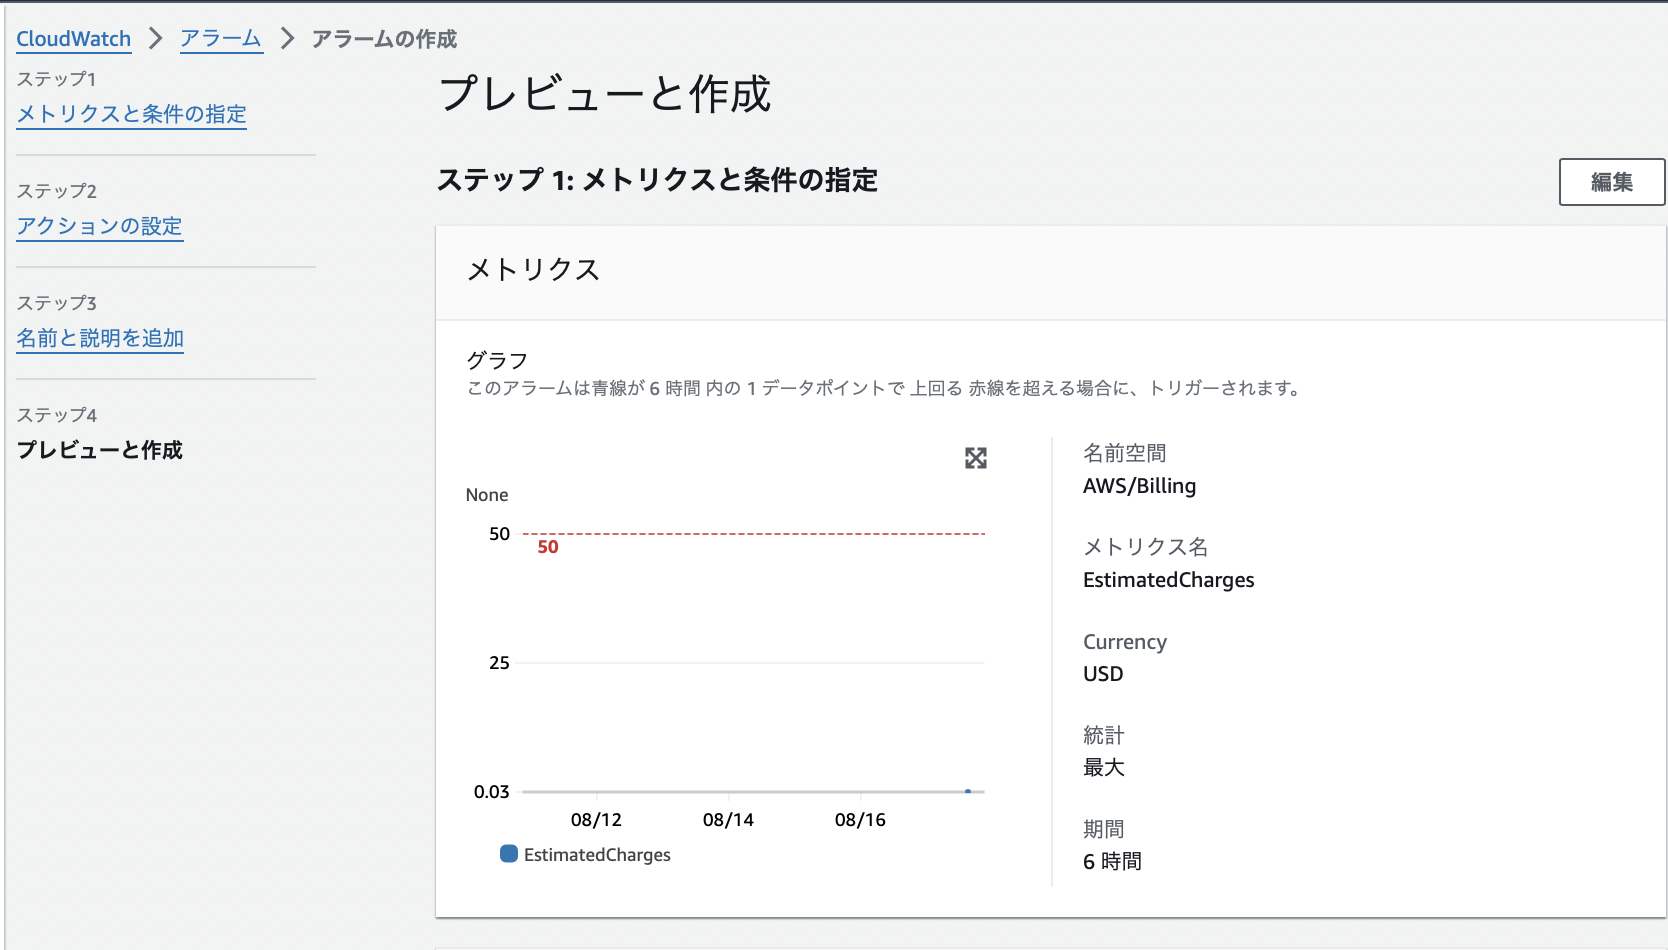 CloudWatch > アラーム > アラームの作成
ステップ1
メトリクスと条件の指定
ステップ2
アクションの設定
ステップ3
名前と説明を追加
ステップ4
プレビューと作成
プレビューと作成
ステップ 1: メトリクスと条件の指定
編集
メトリクス
グラフ
このアラームは青線が 6 時間 内の 1 データポイントで 上回る 赤線を超える場合に、トリガーされます。
None
50
50
25
0.03
08/12 08/14 08/16
EstimatedCharges
名前空間
AWS/Billing
メトリクス名
EstimatedCharges
Currency
USD
統計
最大
期間
6 時間